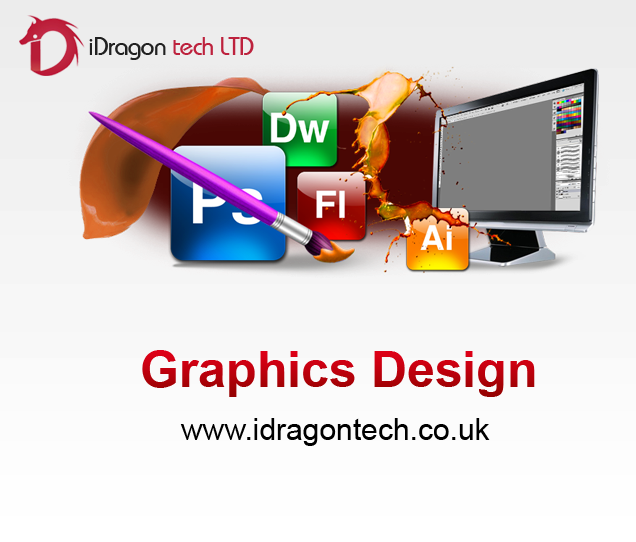 iDragon tech LTD
Dw
Ps
Fl
Ai
Graphics Design
www.idragontech.co.uk